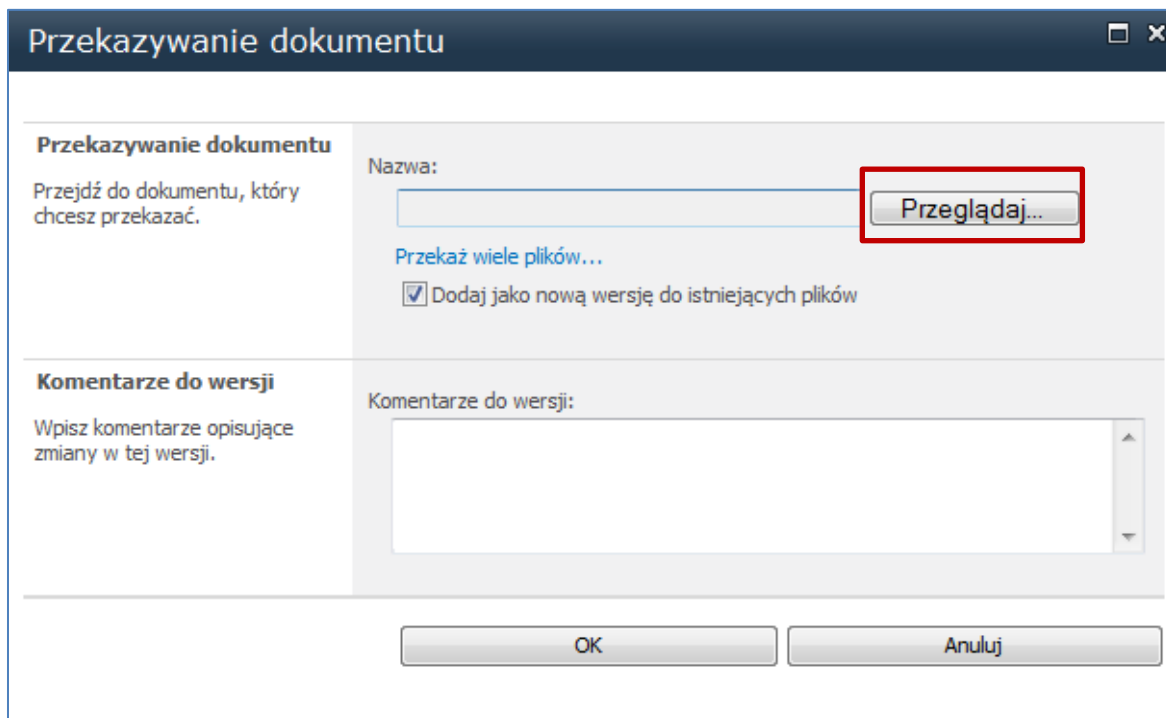 Przekazywanie dokumentu
Przekazywanie dokumentu
Przejdź do dokumentu, który
chcesz przekazać.
Nazwa:
Przeglądaj...
Przekaż wiele plików...
Dodaj jako nową wersję do istniejących plików
Komentarze do wersji
Wpisz komentarze opisujące
zmiany w tej wersji.
Komentarze do wersji:
OK
Anuluj